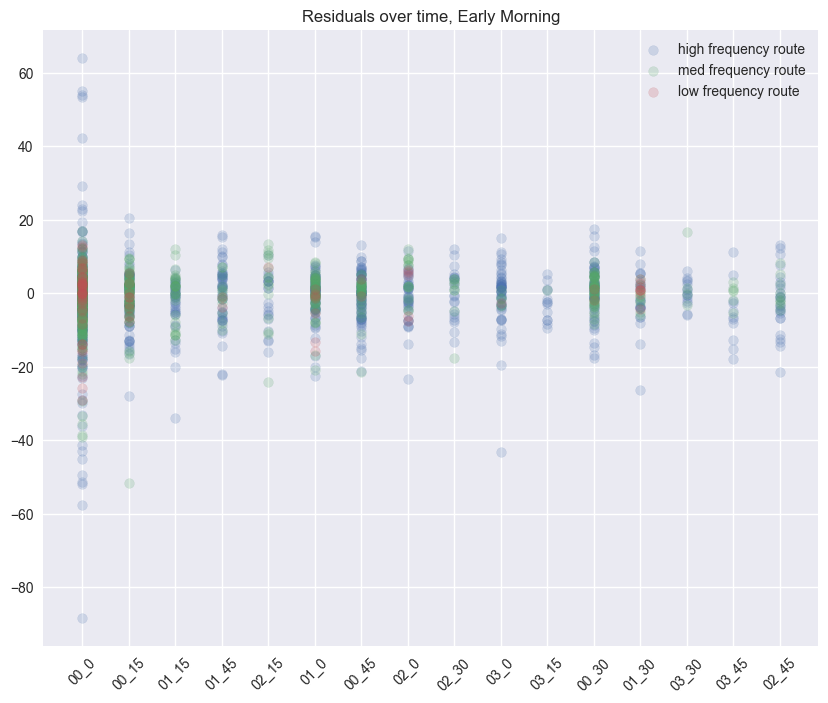 Residuals over time, Early Morning
high frequency route
med frequency route
low frequency route
60
40
20
0
−20
−40
−60
−80
00_0 00_15 01_15 01_45 02_15 01_0 00_45 02_0 02_30 03_0 03_15 00_30 01_30 03_30 03_45 02_45